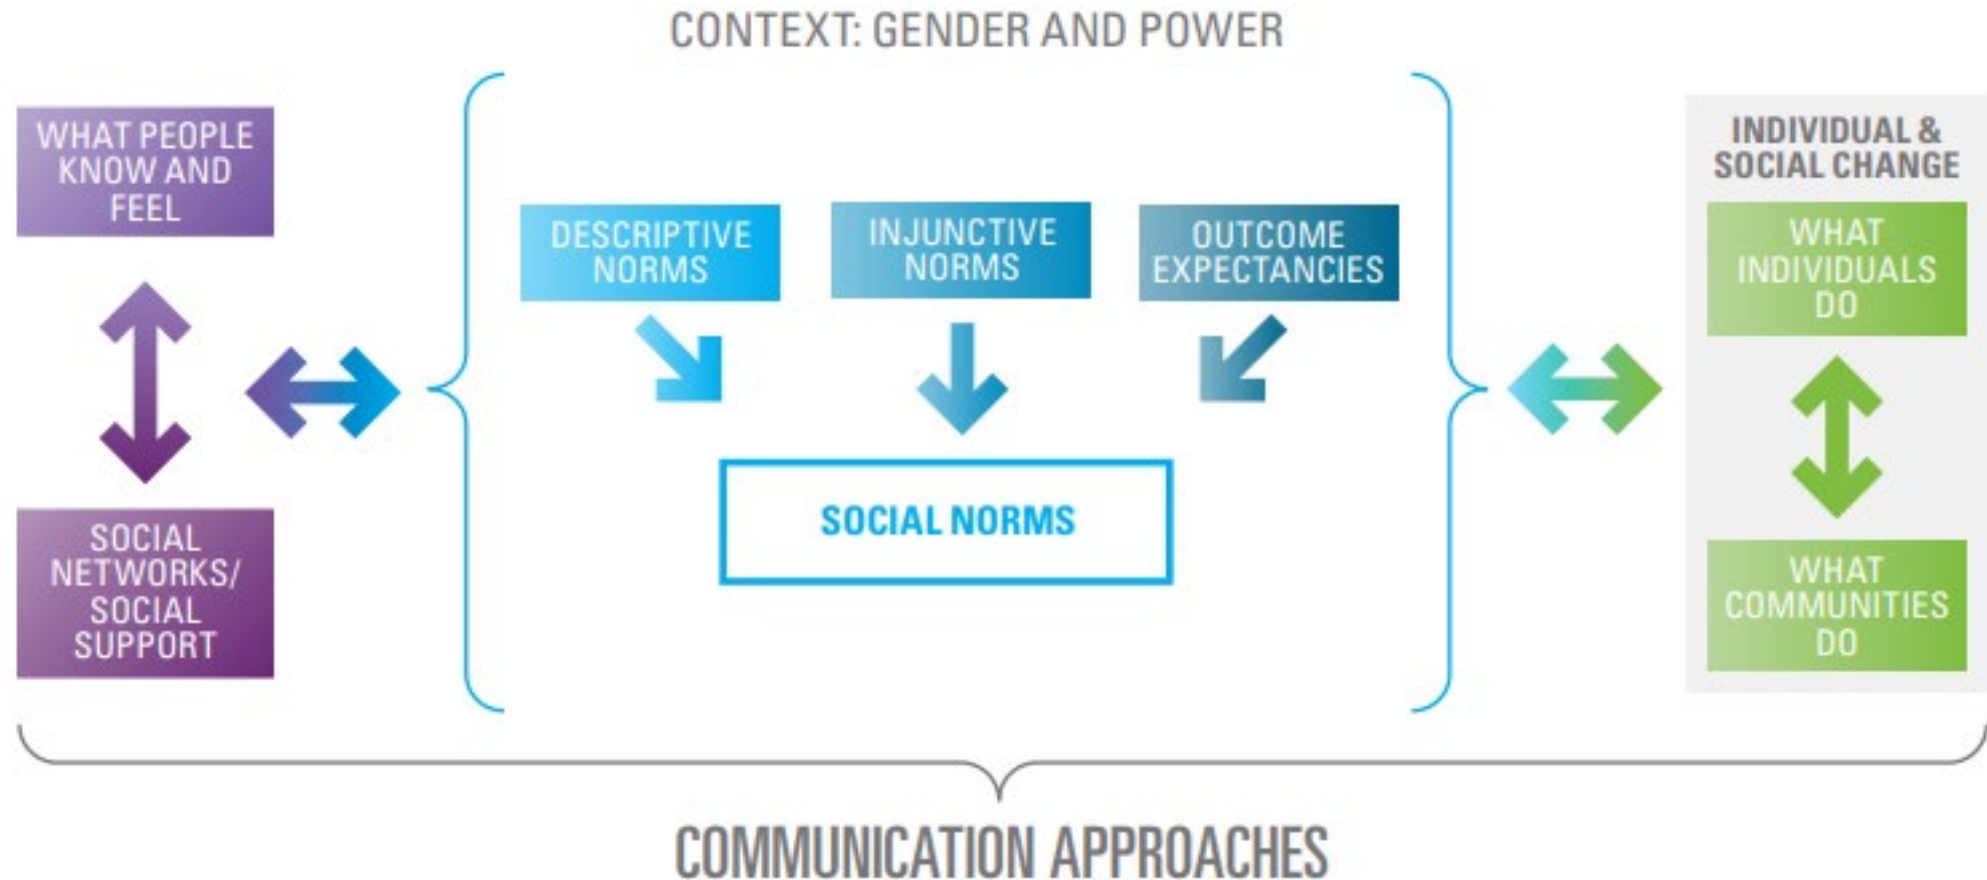 CONTEXT: GENDER AND POWER
WHAT PEOPLE
KNOW AND
FEEL
SOCIAL
NETWORKS/
SOCIAL
SUPPORT
DESCRIPTIVE
NORMS
INJUNCTIVE
NORMS
OUTCOME
EXPECTANCIES
SOCIAL NORMS
INDIVIDUAL &
SOCIAL CHANGE
WHAT
INDIVIDUALS
DO
WHAT
COMMUNITIES
DO
COMMUNICATION APPROACHES